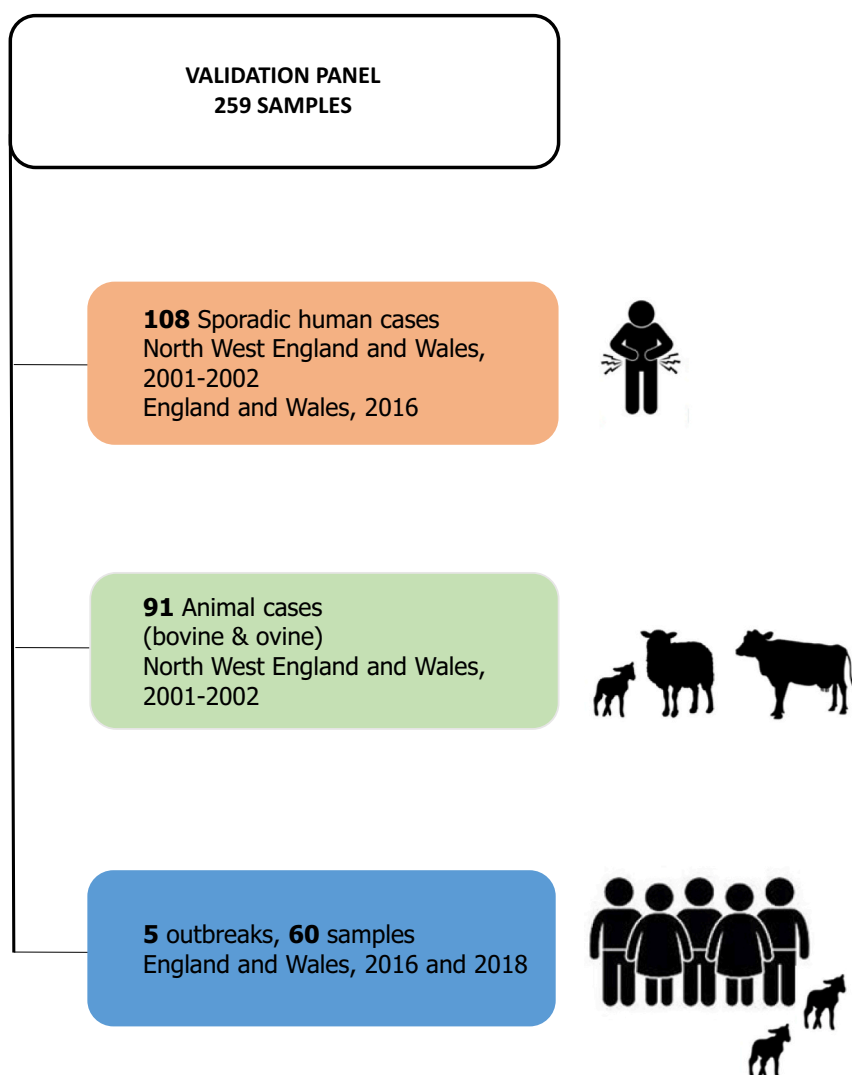 VALIDATION PANEL
259 SAMPLES
108 Sporadic human cases
North West England and Wales,
2001-2002
England and Wales, 2016
91 Animal cases
(bovine & ovine)
North West England and Wales,
2001-2002
5 outbreaks, 60 samples
England and Wales, 2016 and 2018